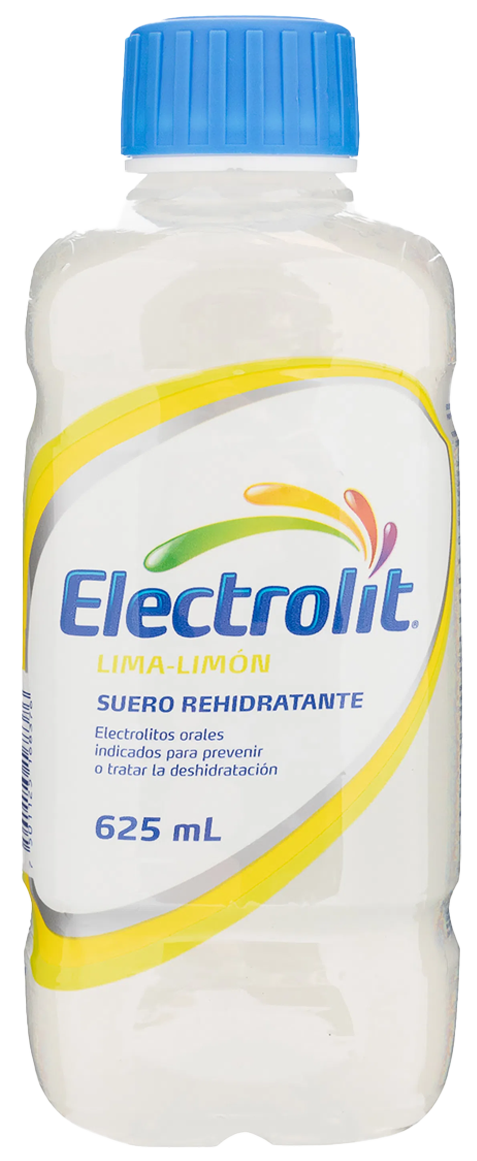 Electrolit®
LIMA-LIMÓN
SUERO REHIDRATANTE
Electrolitos orales
indicados para prevenir
o tratar la deshidratación
625 mL